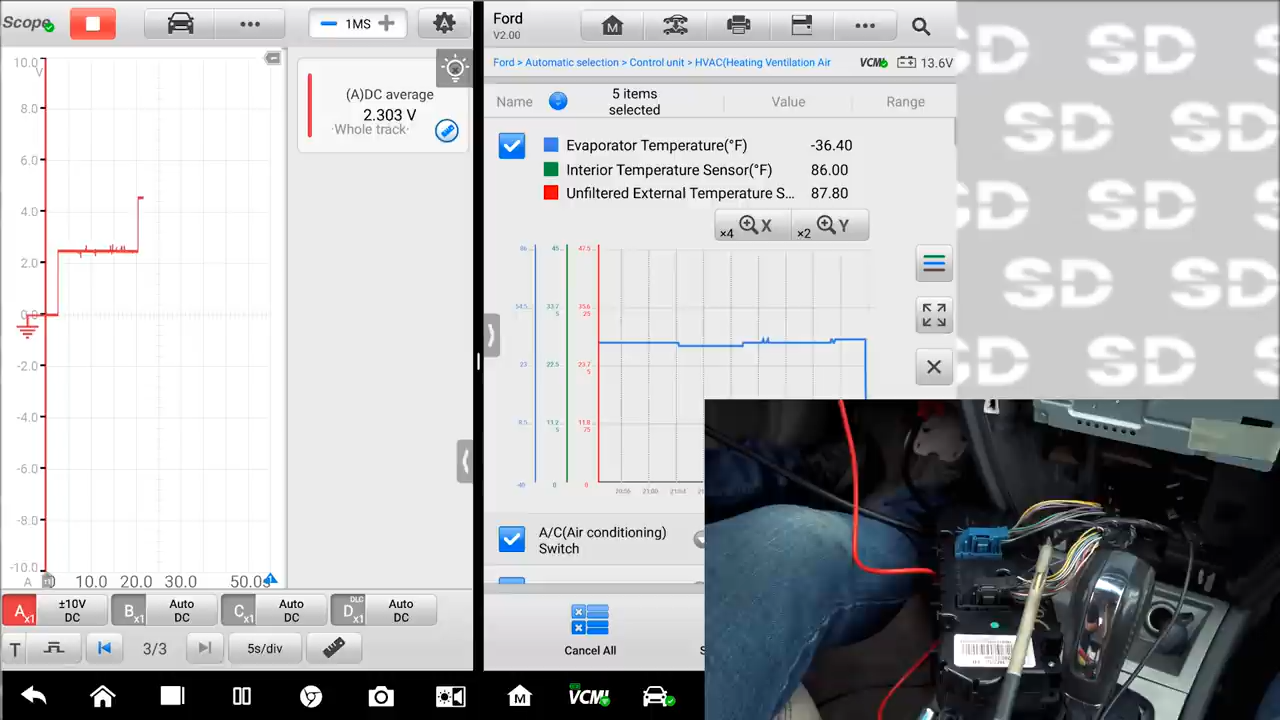 Scope
1MS
10.0
V
8.0
6.0
4.0
2.0
0.0
-2.0
-4.0
-6.0
-8.0
-10.0
A
10.0 20.0 30.0 50.0s
(A)DC average
2.303 V
Whole track
A x1 ±10V DC
B x1 Auto DC
C x1 Auto DC
DLC
D x1 Auto DC
T 3/3 5s/div
Ford
V2.00
M
Ford > Automatic selection > Control unit > HVAC(Heating Ventilation Air
VCMI 13.6V
Name 5 items selected Value Range
Evaporator Temperature(°F) -36.40
Interior Temperature Sensor(°F) 86.00
Unfiltered External Temperature S... 87.80
×4 X ×2 Y
A/C(Air conditioning)
Switch
Cancel All
M VCMI
SD SD
SD SD
SD SD
SD SD
SD SD